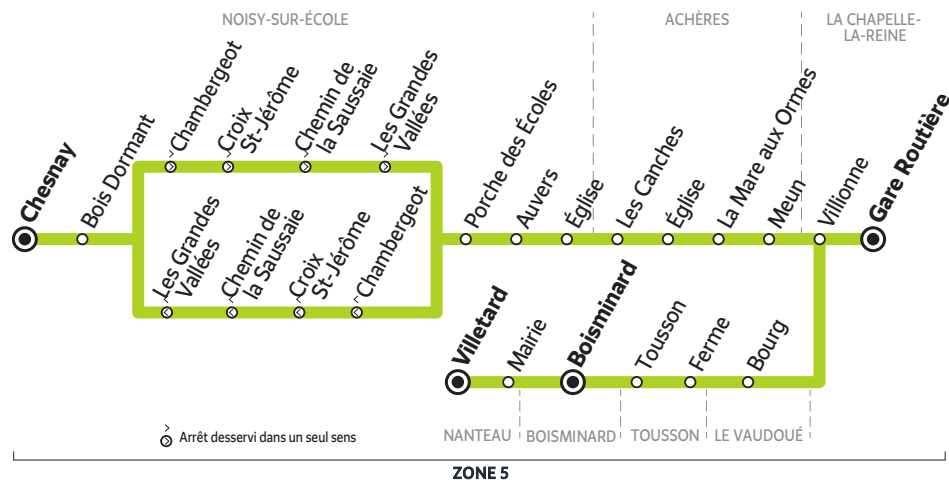 NOISY-SUR-ÉCOLE
ACHÈRES
LA CHAPELLE-
LA-REINE
Chesnay
Bois Dormant
Chambergeot
Croix
St-Jérôme
Chemin de
la Saussaie
Les Grandes
Vallées
Porche des Écoles
Auvers
Église
Les Canches
Église
La Mare aux Ormes
Meun
Villionne
Gare Routière
Les Grandes
Vallées
Chemin de
la Saussaie
Croix
St-Jérôme
Chambergeot
Villetard
Mairie
Boisminard
Tousson
Ferme
Bourg
Arrêt desservi dans un seul sens
NANTEAU
BOISMINARD
TOUSSON
LE VAUDOUÉ
ZONE 5